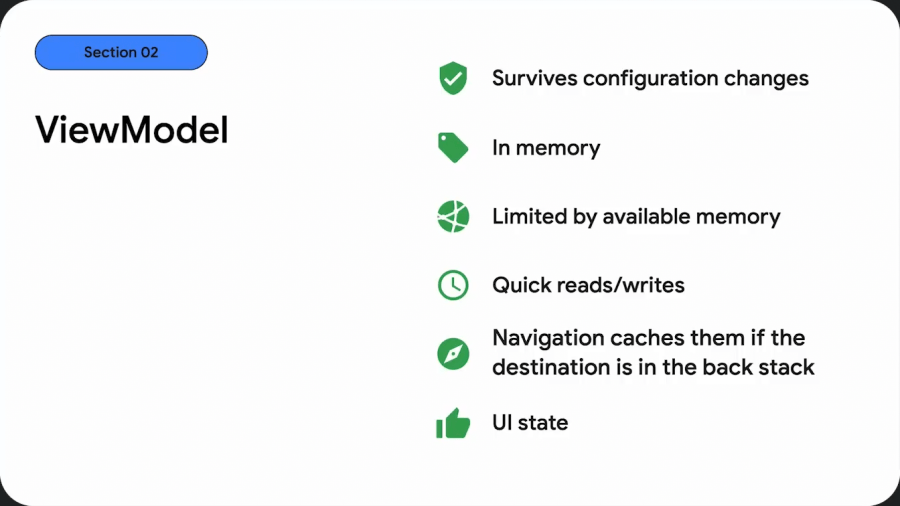 Section 02
ViewModel
Survives configuration changes
In memory
Limited by available memory
Quick reads/writes
Navigation caches them if the
destination is in the back stack
UI state